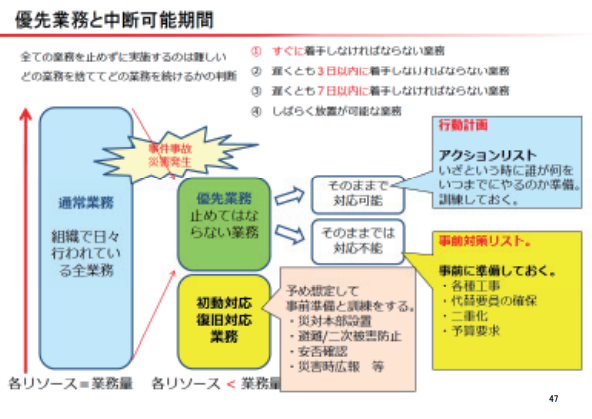 優先業務と中断可能期間
全ての業務を止めずに実施するのは難しい
どの業務を捨ててどの業務を続けるかの判断
① すぐに着手しなければならない業務
② 遅くとも3日以内に着手しなければならない業務
③ 遅くとも7日以内に着手しなければならない業務
④ しばらく放置が可能な業務
事件事故
災害発生
通常業務
組織で日々
行われてい
る全業務
優先業務
止めてはな
らない業務
初動対応
復旧対応
業務
そのままで
対応可能
そのままでは
対応不能
行動計画
アクションリスト
いざという時に誰が何を
いつまでにやるのか準備。
訓練しておく。
事前対策リスト。
事前に準備しておく。
・各種工事
・代替要員の確保
・二重化
・予算要求
予め想定して
事前準備と訓練をする。
・災対本部設置
・避難/二次被害防止
・安否確認
・災害時広報 等
各リソース=業務量
各リソース < 業務量
47